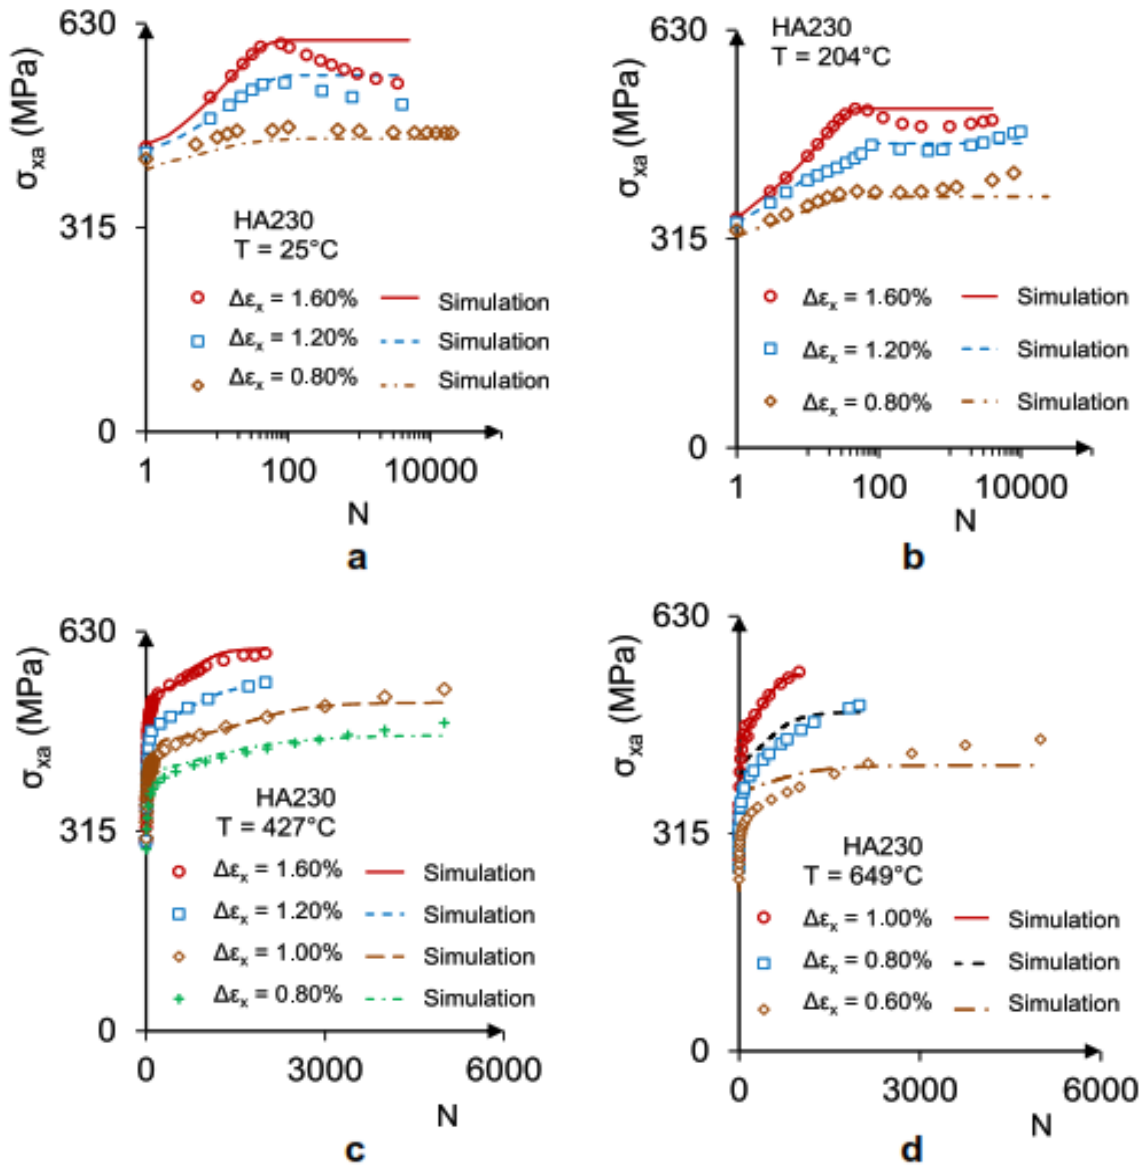 630
σxa (MPa)
315
0
HA230
T = 25°C
Δεx = 1.60% Simulation
Δεx = 1.20% Simulation
Δεx = 0.80% Simulation
1 100 10000
N
a
630
σxa (MPa)
315
0
HA230
T = 204°C
Δεx = 1.60% Simulation
Δεx = 1.20% Simulation
Δεx = 0.80% Simulation
1 100 10000
N
b
630
σxa (MPa)
315
0
HA230
T = 427°C
Δεx = 1.60% Simulation
Δεx = 1.20% Simulation
Δεx = 1.00% Simulation
Δεx = 0.80% Simulation
0 3000 6000
N
c
630
σxa (MPa)
315
0
HA230
T = 649°C
Δεx = 1.00% Simulation
Δεx = 0.80% Simulation
Δεx = 0.60% Simulation
0 3000 6000
N
d